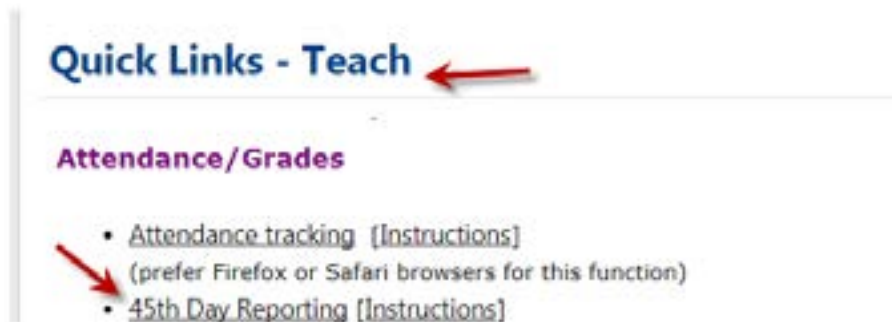 Quick Links - Teach
Attendance/Grades
• Attendance tracking [Instructions]
(prefer Firefox or Safari browsers for this function)
• 45th Day Reporting [Instructions]